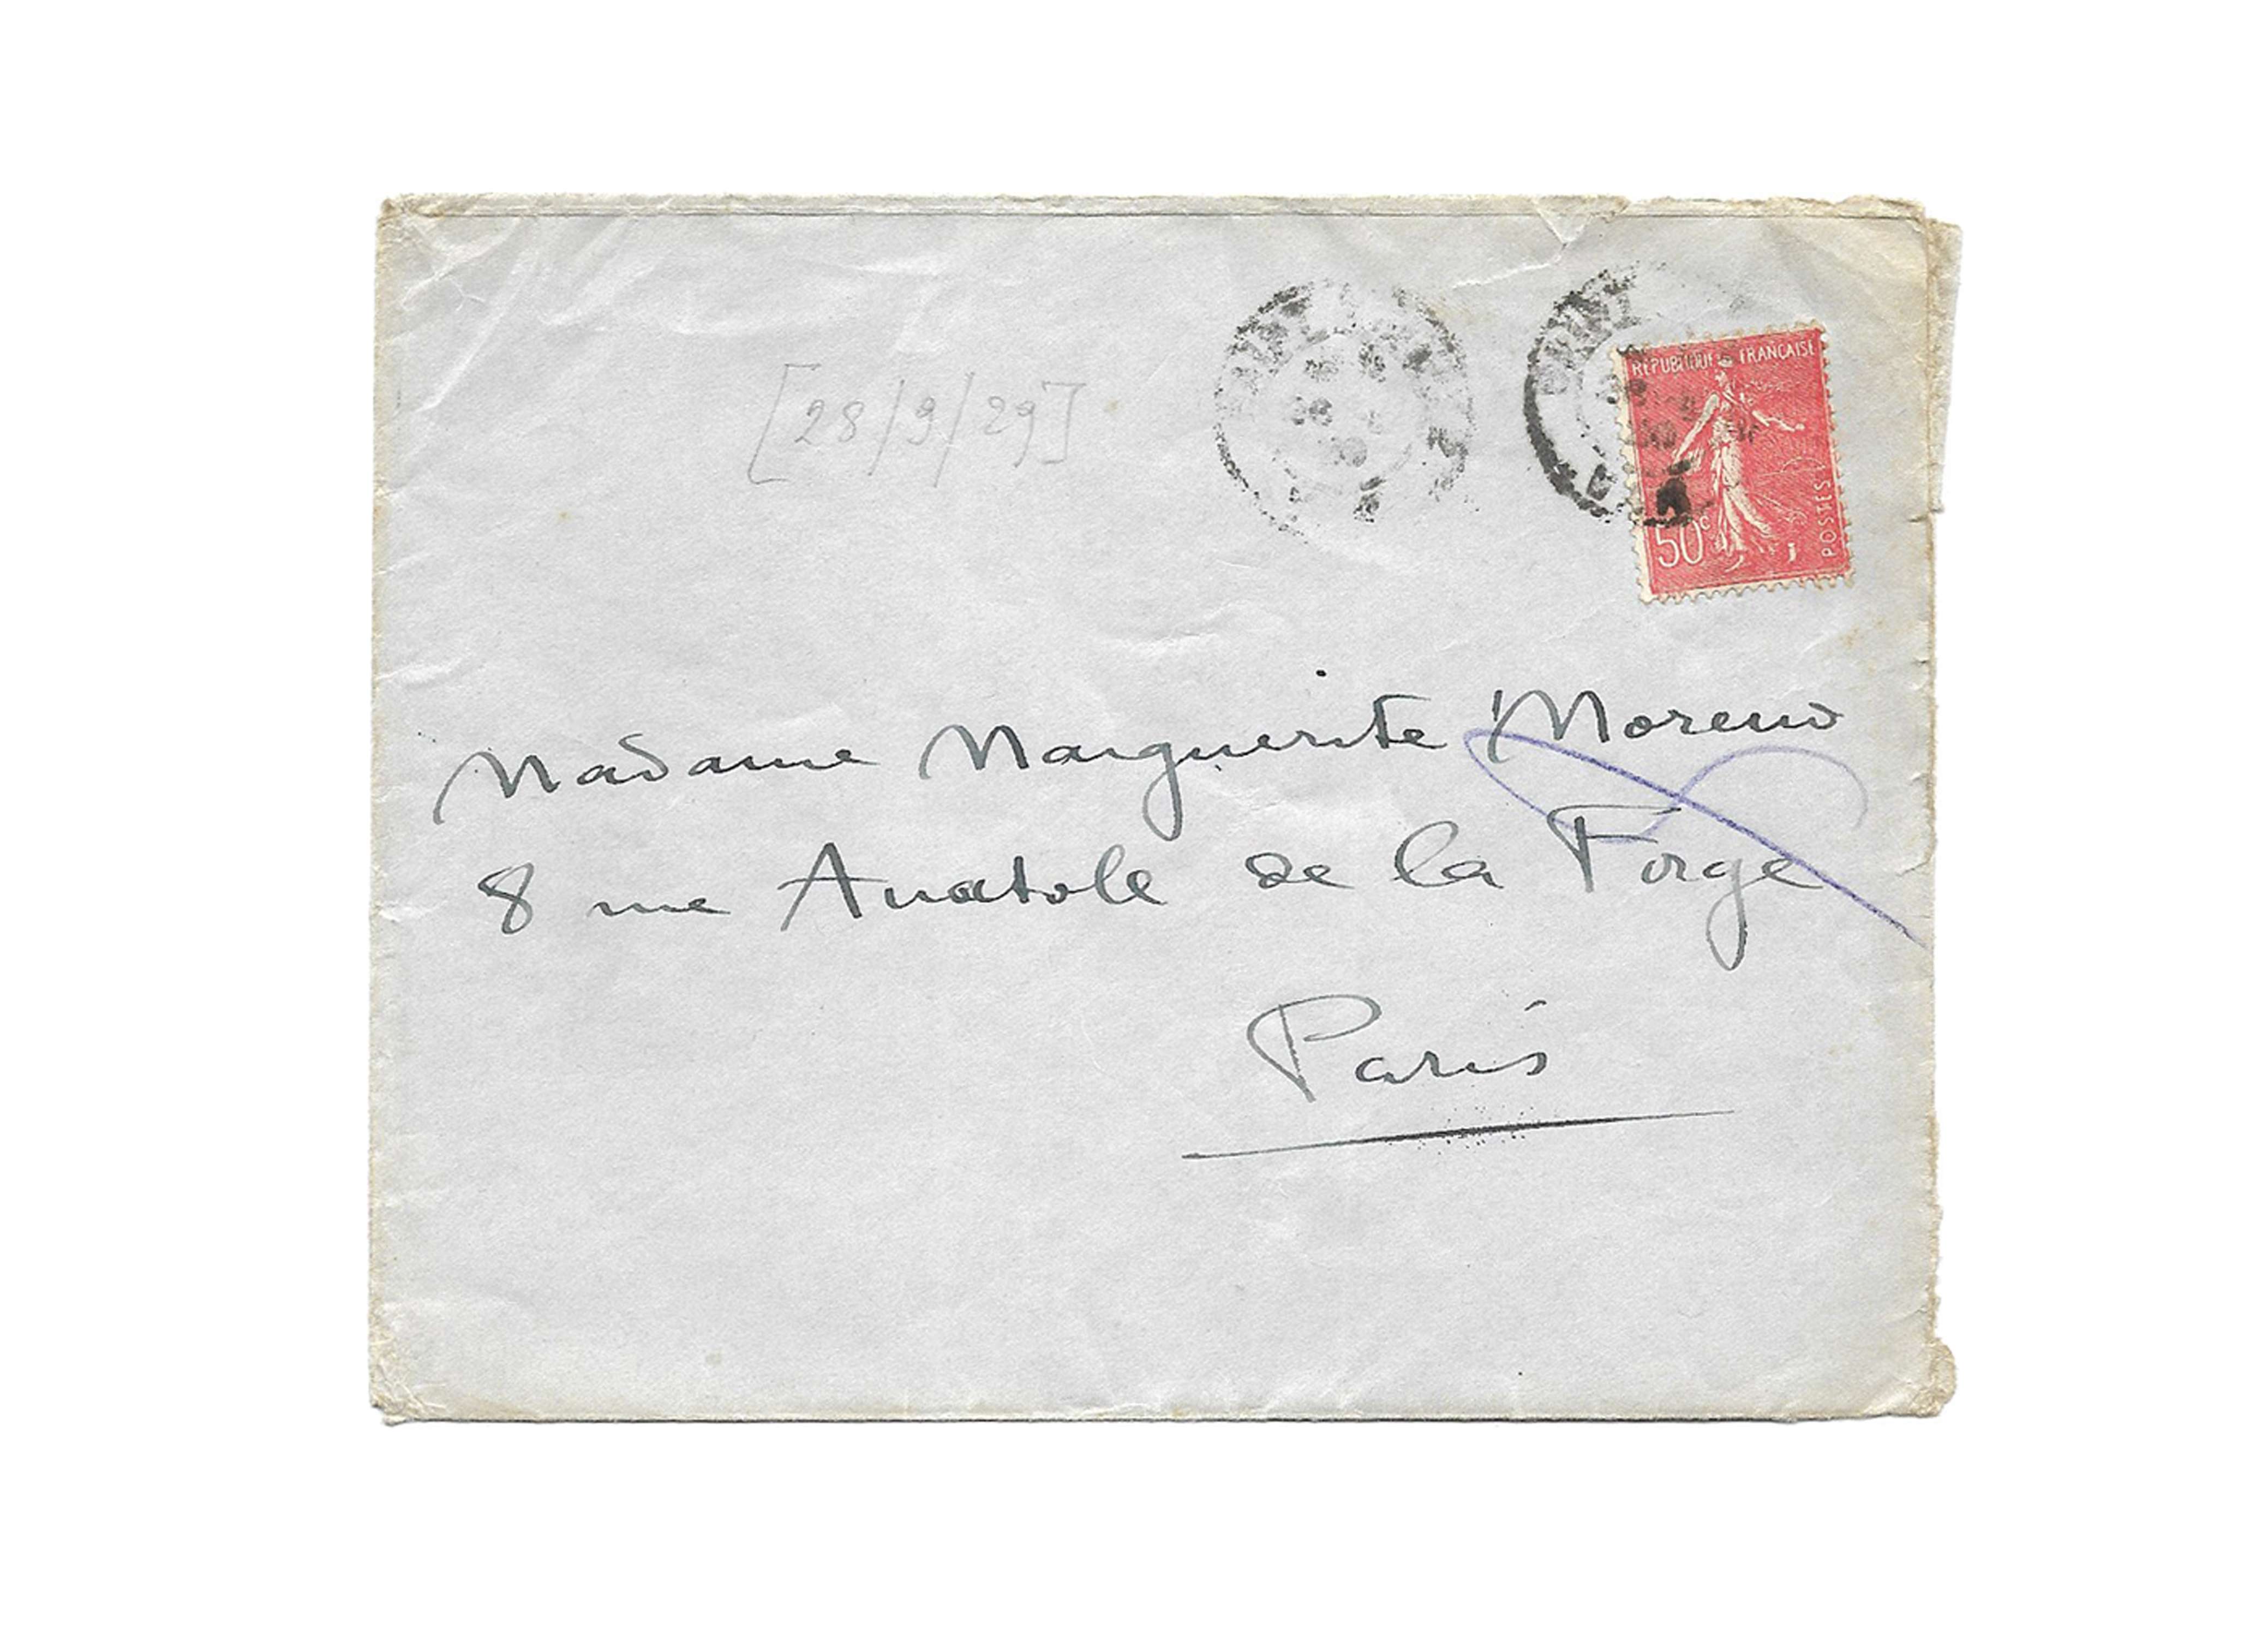 [28/9/29]
REPUBLIQUE FRANCAISE
50c
POSTES
Madame Marguerite Moreno
8 rue Anatole de la Forge
Paris